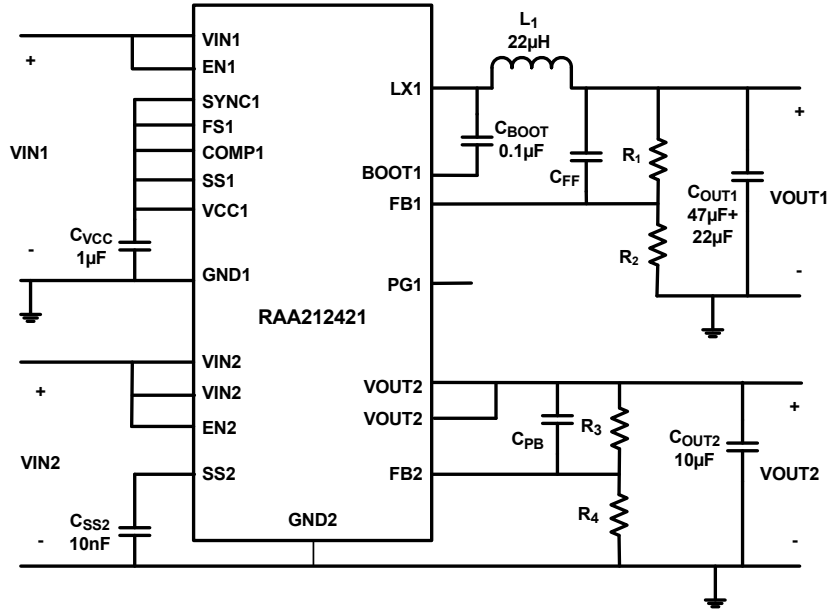 L1
22µH
VIN1
EN1
SYNC1
FS1
COMP1
SS1
VCC1
GND1
+
VIN1
-
CVCC
1µF
LX1
BOOT1
FB1
PG1
CBOOT
0.1µF
CFF
R1
R2
COUT1
47µF+
22µF
+
VOUT1
-
RAA212421
VIN2
VIN2
EN2
SS2
+
VIN2
-
CSS2
10nF
GND2
VOUT2
VOUT2
FB2
CPB
R3
R4
COUT2
10µF
+
VOUT2
-